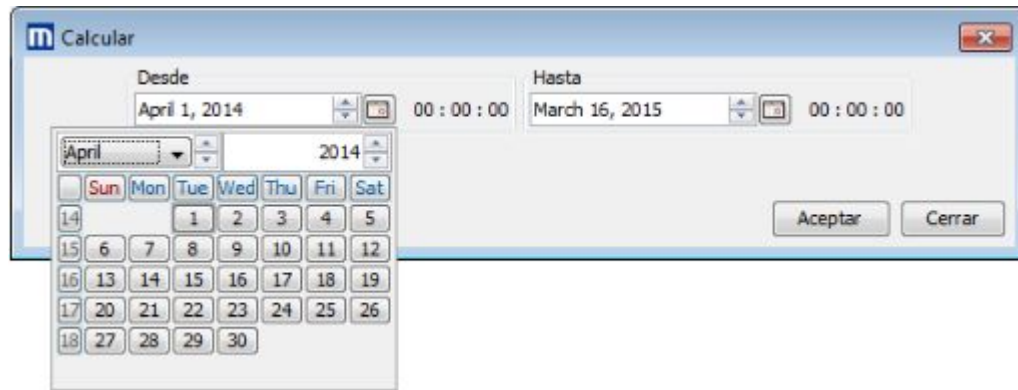 m Calcular
Desde Hasta
April 1, 2014 00 : 00 : 00 March 16, 2015 00 : 00 : 00
April 2014
Sun Mon Tue Wed Thu Fri Sat
14 1 2 3 4 5
Aceptar Cerrar
15 6 7 8 9 10 11 12
16 13 14 15 16 17 18 19
17 20 21 22 23 24 25 26
18 27 28 29 30